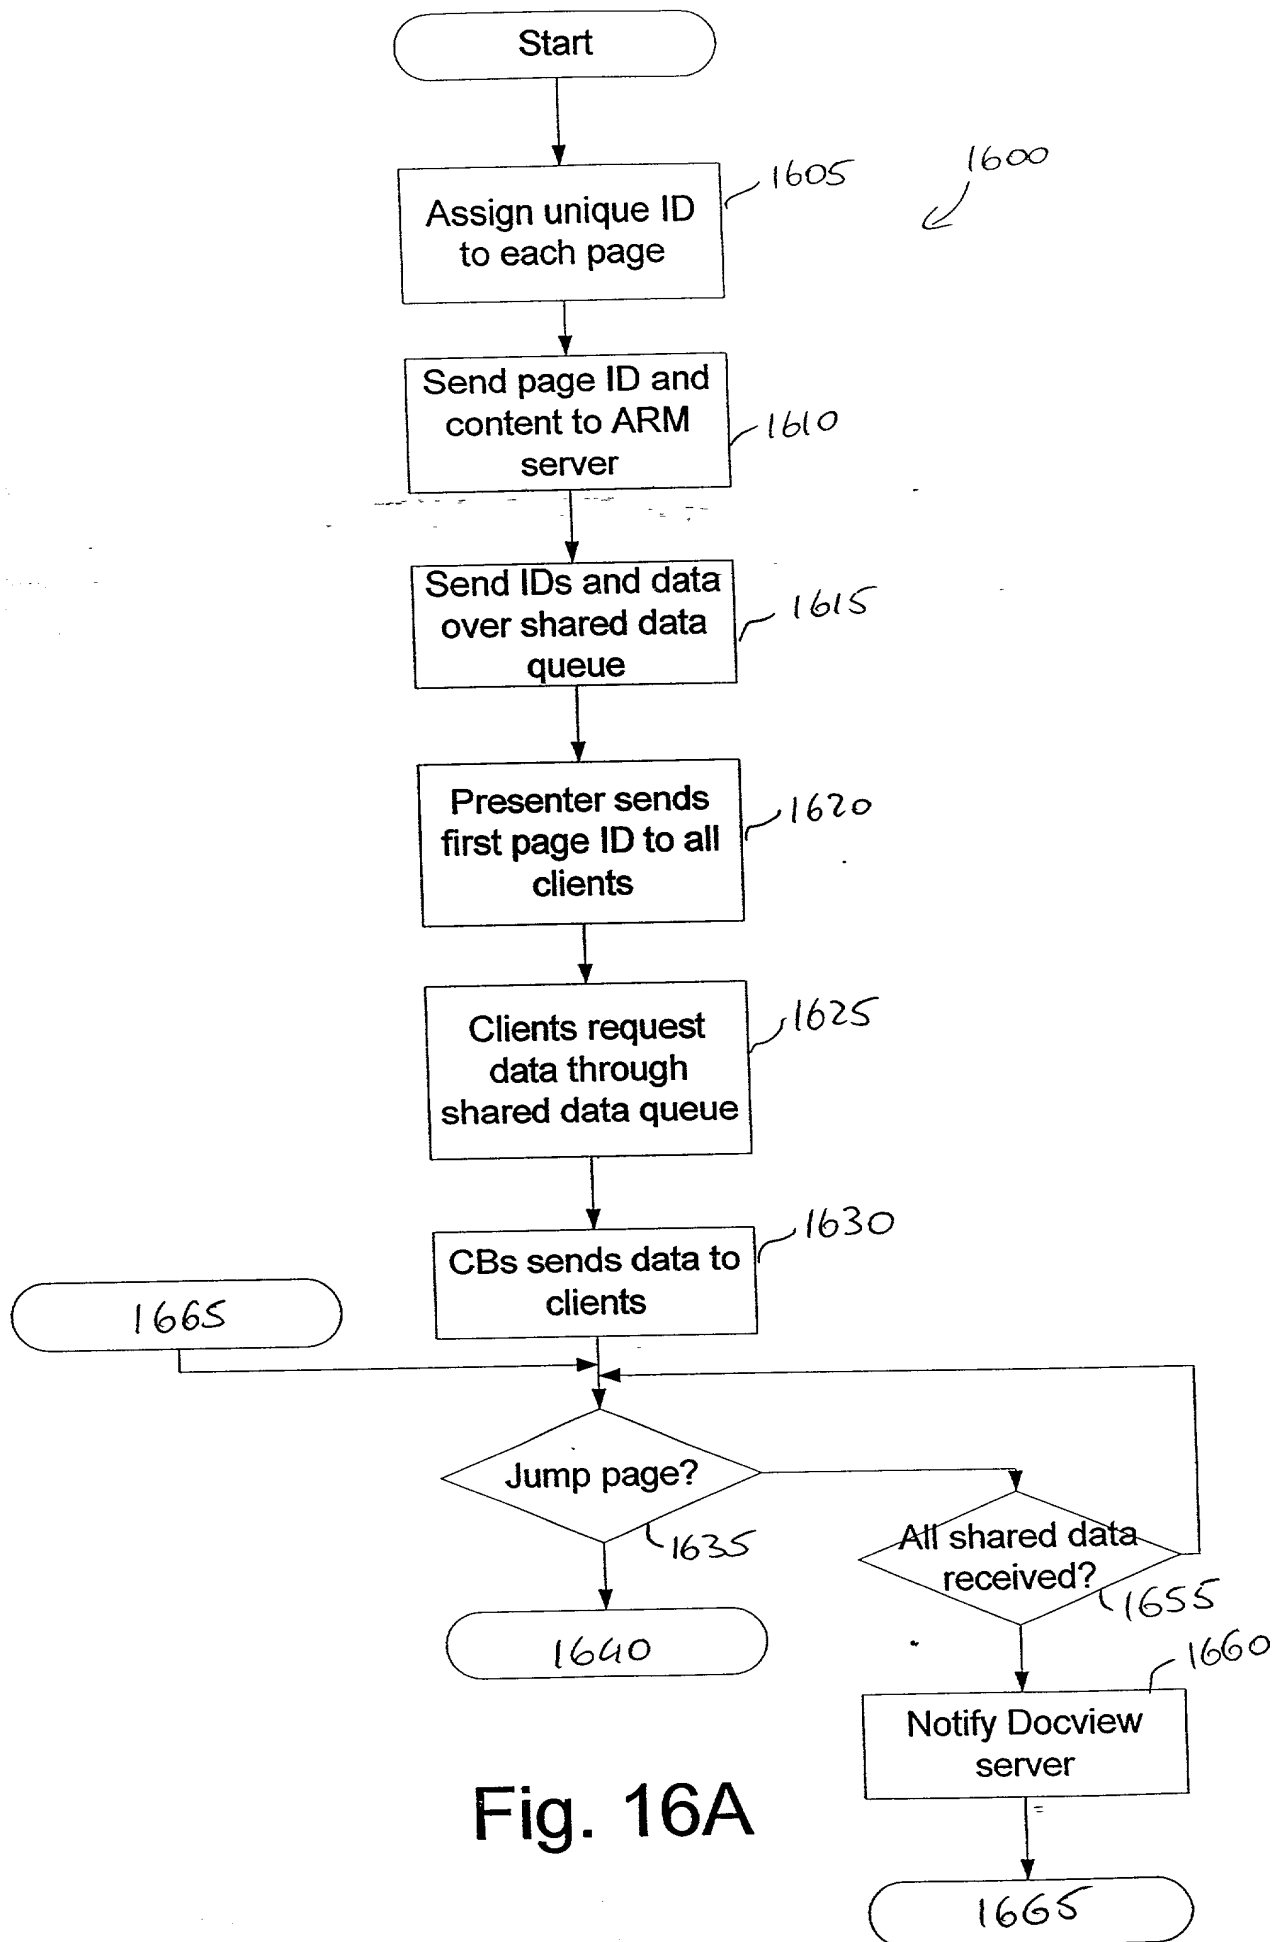 Start
1600
1605
Assign unique ID
to each page
Send page ID and
content to ARM
server
1610
Send IDs and data
over shared data
queue
1615
Presenter sends
first page ID to all
clients
1620
Clients request
data through
shared data queue
1625
CBs sends data to
clients
1630
1665
Jump page?
1635
All shared data
received?
1655
1640
1660
Notify Docview
server
Fig. 16A
1665